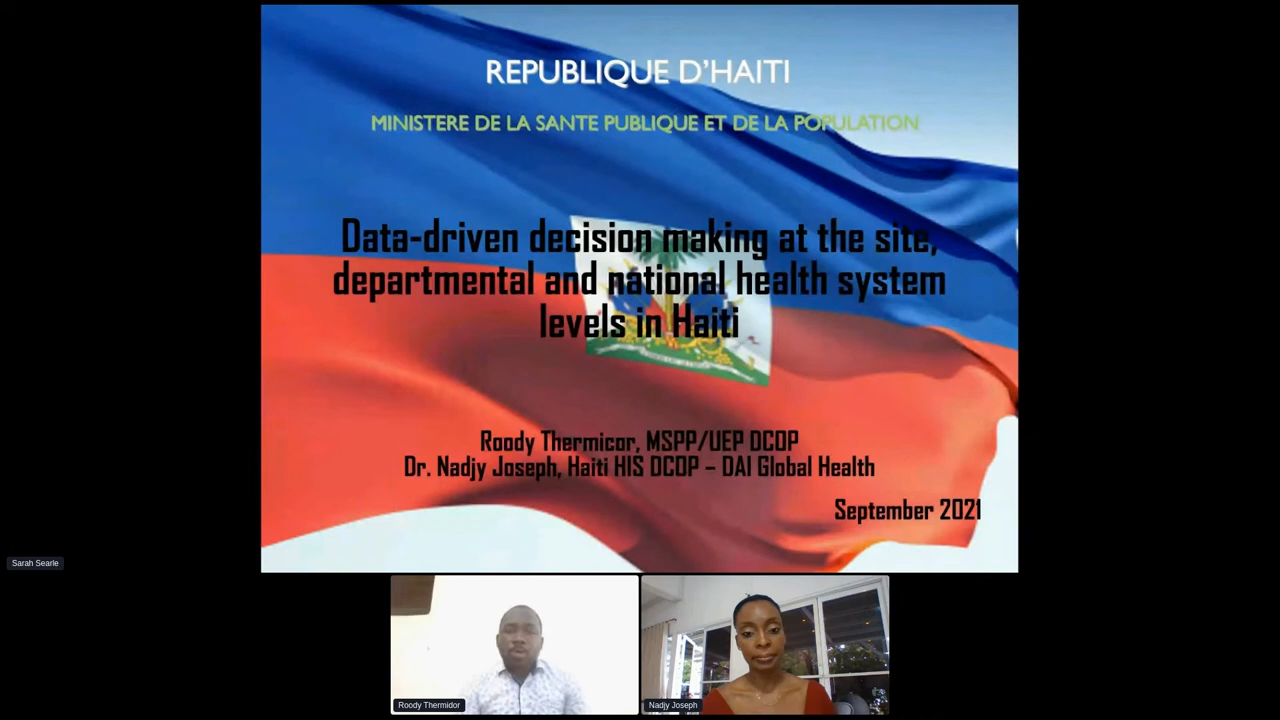 REPUBLIQUE D'HAITI
MINISTERE DE LA SANTE PUBLIQUE ET DE LA POPULATION
Data-driven decision making at the site,
departmental and national health system
levels in Haiti
Roody Thermicor, MSPP/UEP DCOP
Dr. Nadjy Joseph, Haiti HIS DCOP – DAI Global Health
September 2021
Sarah Searle
Roody Thermidor
Nadjy Joseph